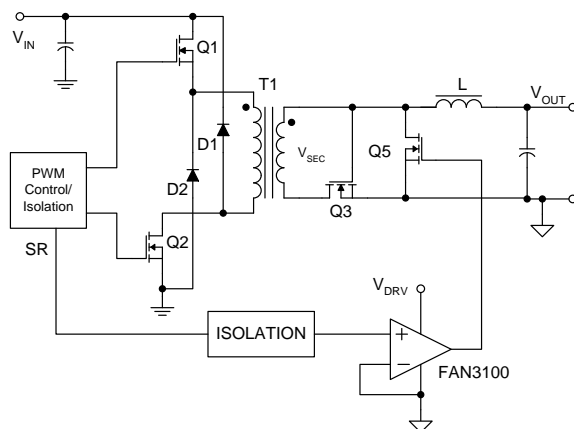 V_IN
Q1
T1
L
V_OUT
D1
V_SEC
Q5
PWM
Control/
Isolation
D2
Q3
Q2
SR
V_DRV
ISOLATION
+
−
FAN3100